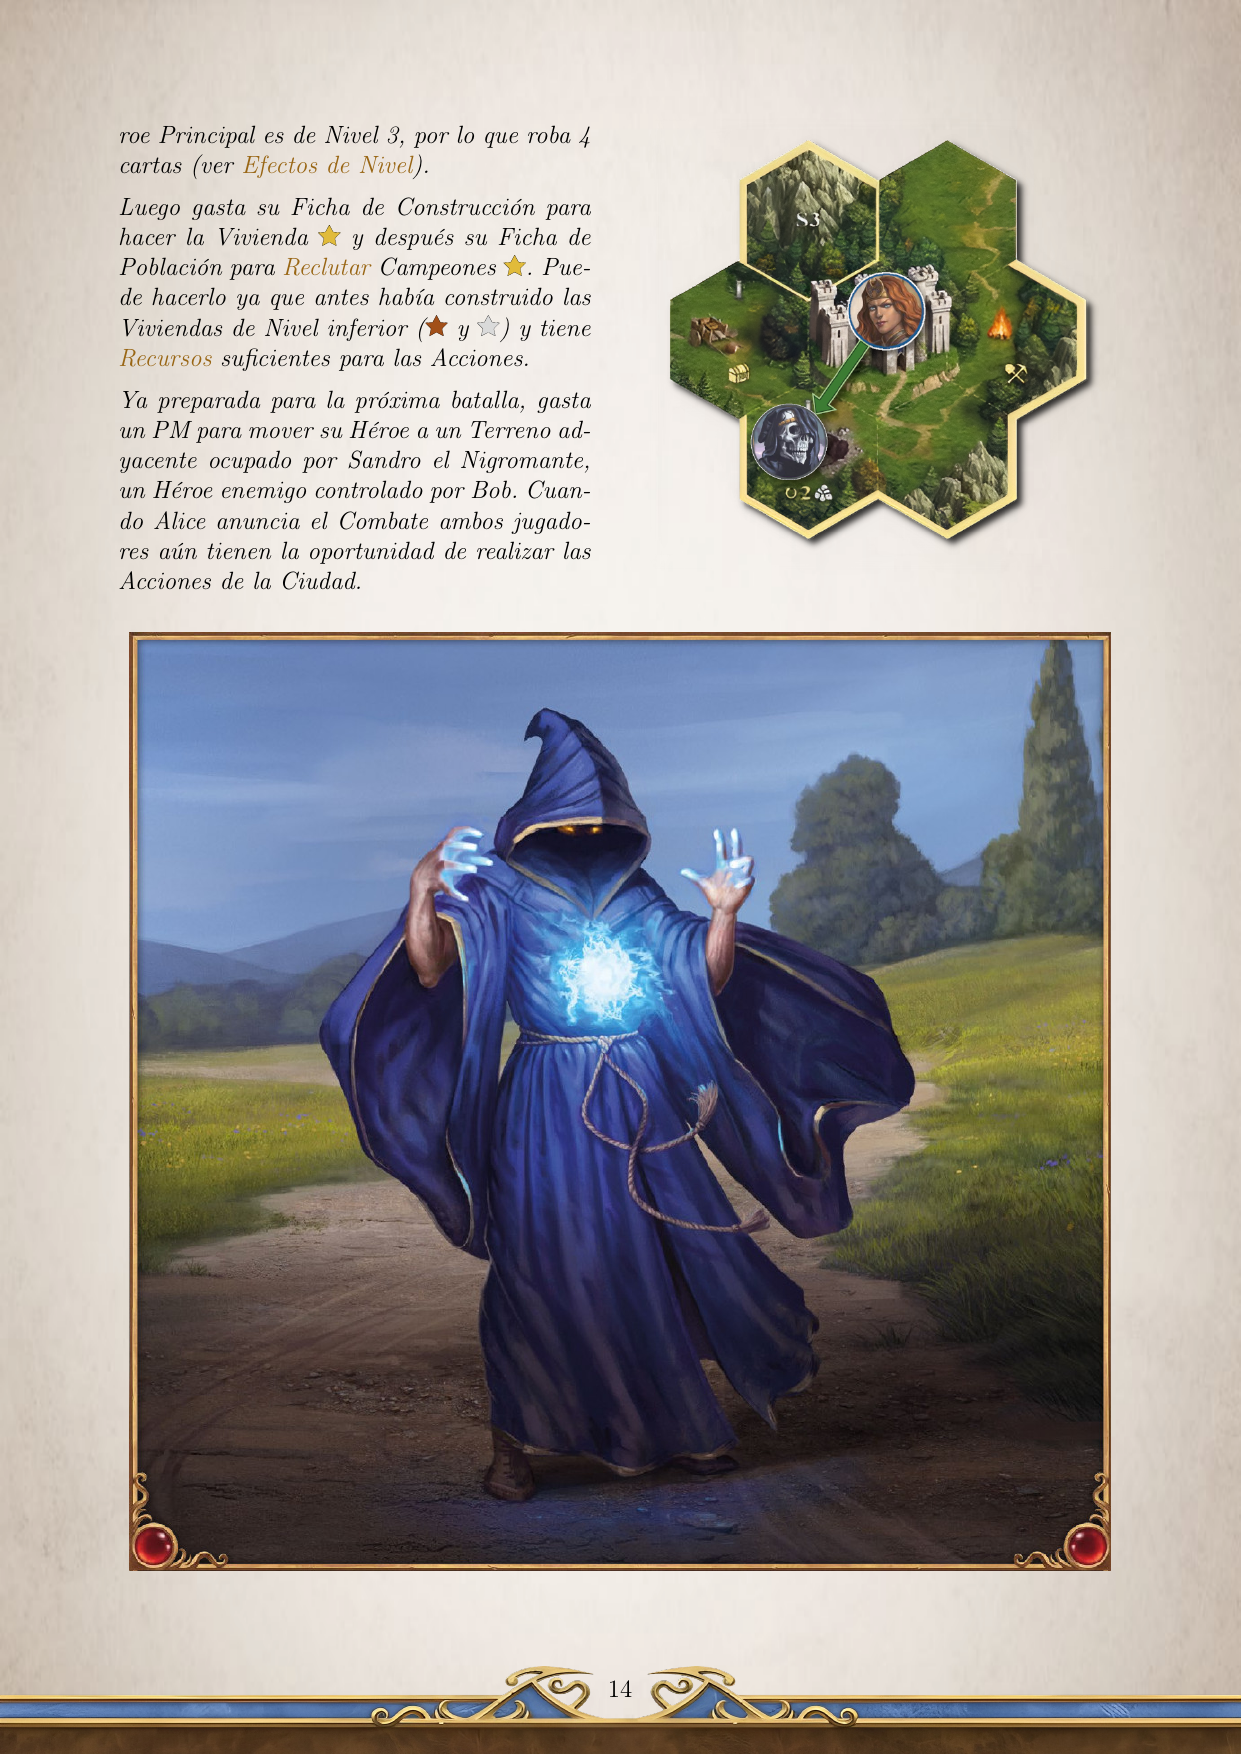 roe Principal es de Nivel 3, por lo que roba 4
cartas (ver Efectos de Nivel).
Luego gasta su Ficha de Construcción para
hacer la Vivienda y después su Ficha de
Población para Reclutar Campeones . Pue-
de hacerlo ya que antes había construido las
Viviendas de Nivel inferior ( y ) y tiene
Recursos suficientes para las Acciones.
Ya preparada para la próxima batalla, gasta
un PM para mover su Héroe a un Terreno ad-
yacente ocupado por Sandro el Nigromante,
un Héroe enemigo controlado por Bob. Cuan-
do Alice anuncia el Combate ambos jugado-
res aún tienen la oportunidad de realizar las
Acciones de la Ciudad.
S3
2
14